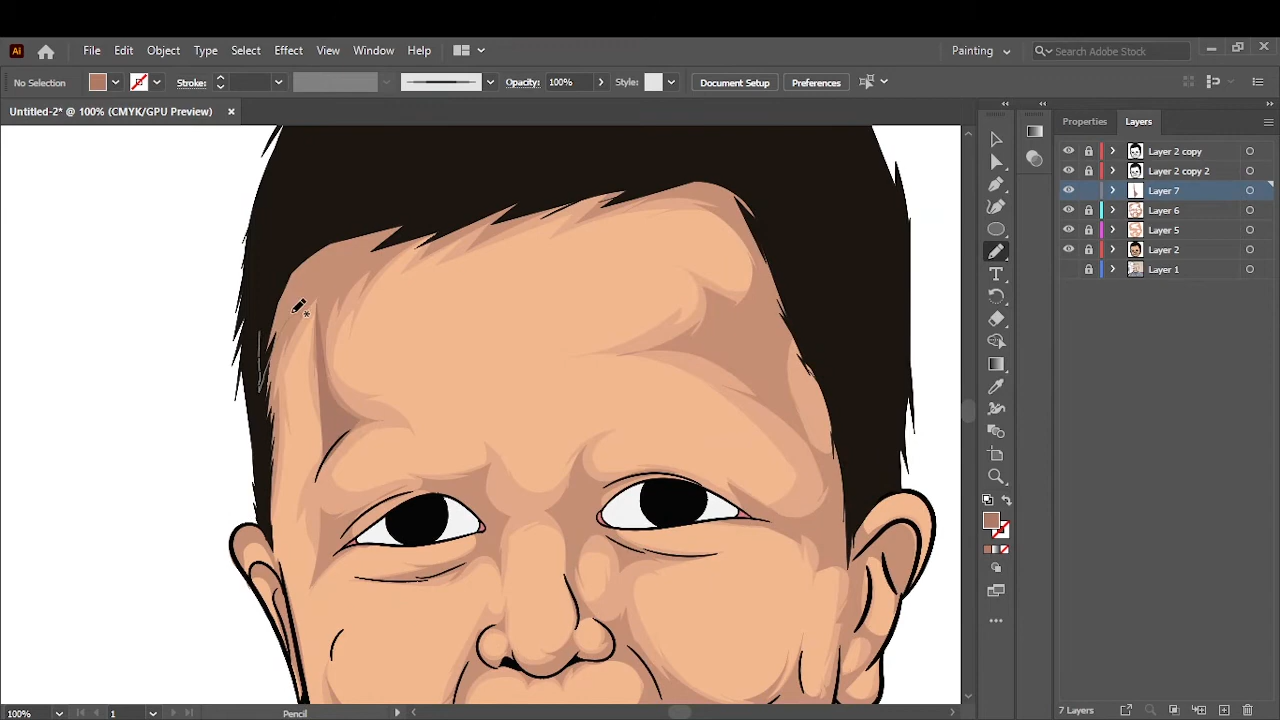 Ai File Edit Object Type Select Effect View Window Help Painting Search Adobe Stock
No Selection Stroke: Opacity: 100% Style: Document Setup Preferences
Untitled-2* @ 100% (CMYK/GPU Preview) ×
Properties Layers
Layer 2 copy
Layer 2 copy 2
Layer 7
Layer 6
Layer 5
Layer 2
Layer 1
100% 1 Pencil 7 Layers